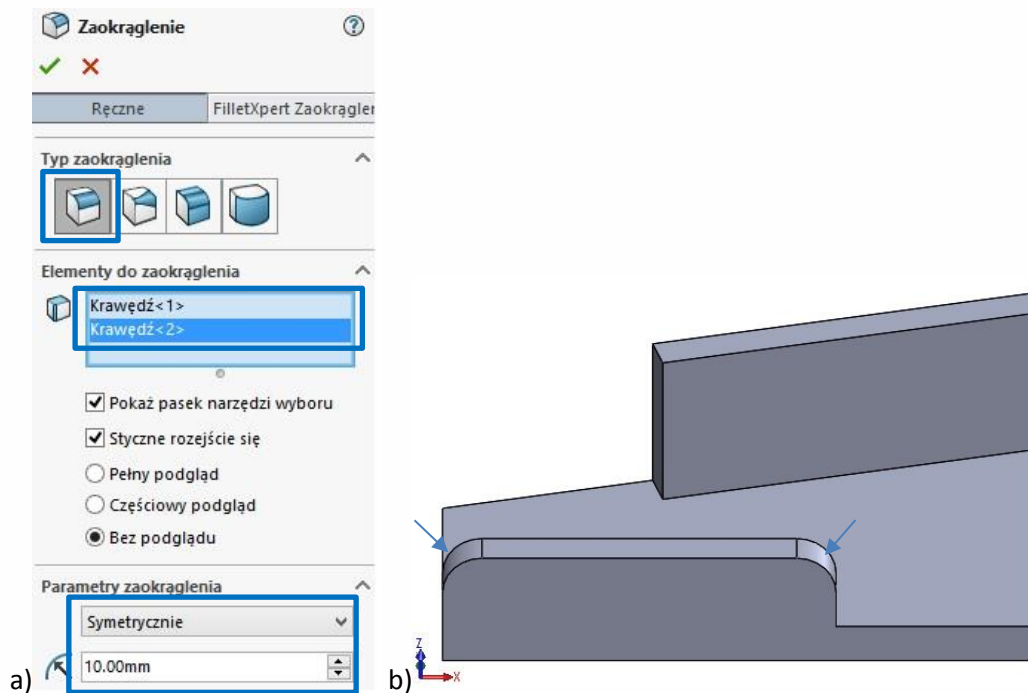 Zaokrąglenie
Ręczne FilletXpert Zaokrągler
Typ zaokrąglenia
Elementy do zaokrąglenia
Krawędź<1>
Krawędź<2>
Pokaż pasek narzędzi wyboru
Styczne rozejście się
Pełny podgląd
Częściowy podgląd
Bez podglądu
Parametry zaokrąglenia
Symetrycznie
10.00mm
a)
b)
Z
X